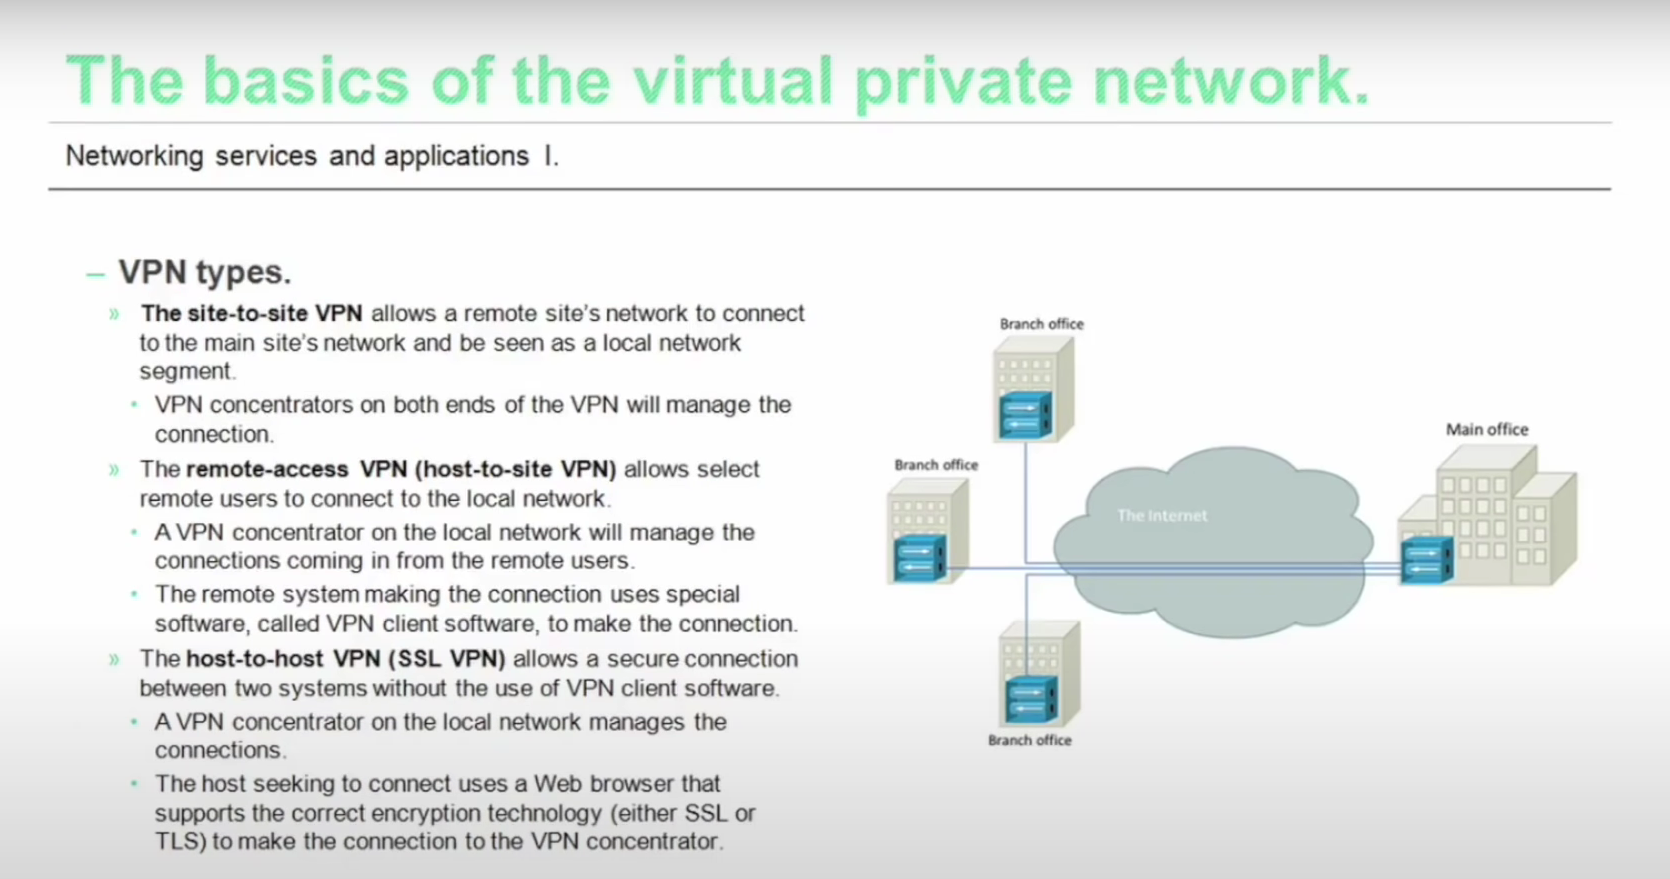 The basics of the virtual private network.
Networking services and applications I.
– VPN types.
» The site-to-site VPN allows a remote site's network to connect
to the main site's network and be seen as a local network
segment.
• VPN concentrators on both ends of the VPN will manage the
connection.
» The remote-access VPN (host-to-site VPN) allows select
remote users to connect to the local network.
• A VPN concentrator on the local network will manage the
connections coming in from the remote users.
• The remote system making the connection uses special
software, called VPN client software, to make the connection.
» The host-to-host VPN (SSL VPN) allows a secure connection
between two systems without the use of VPN client software.
• A VPN concentrator on the local network manages the
connections.
• The host seeking to connect uses a Web browser that
supports the correct encryption technology (either SSL or
TLS) to make the connection to the VPN concentrator.
Branch office
Branch office
The Internet
Main office
Branch office